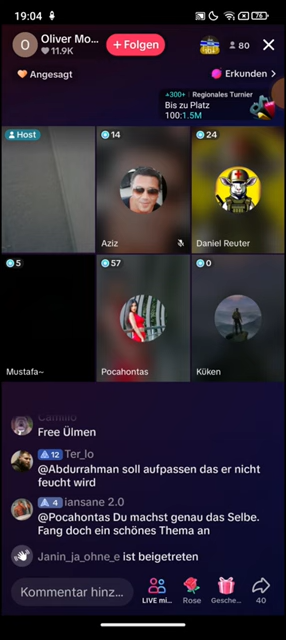 19:04
76
O
Oliver Mo...
11.9K
+ Folgen
80
Angesagt
Erkunden >
+300↑ Regionales Turnier
Bis zu Platz
100:1.5M
Host
14
Aziz
24
Daniel Reuter
5
Mustafa~
57
Pocahontas
0
Küken
Camillo
Free Ülmen
12 Ter_lo
@Abdurrahman soll aufpassen das er nicht
feucht wird
4 iansane 2.0
@Pocahontas Du machst genau das Selbe.
Fang doch ein schönes Thema an
Janin_ja_ohne_e ist beigetreten
Kommentar hinz...
LIVE mi...
Rose
Gesche...
40